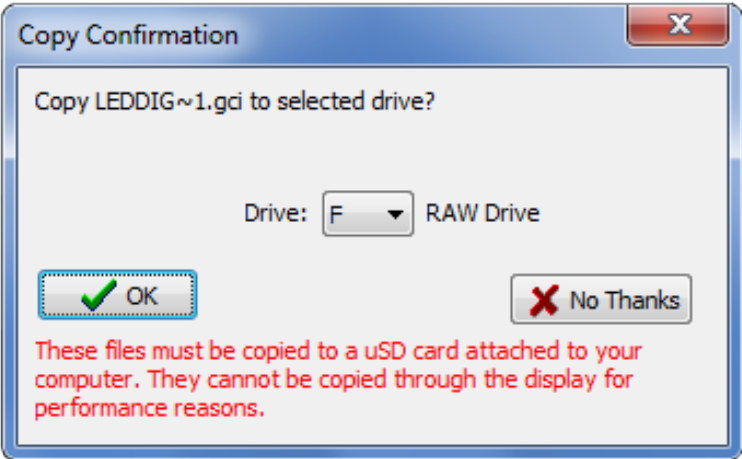 Copy Confirmation
Copy LEDDIG~1.gci to selected drive?
Drive: F RAW Drive
OK
No Thanks
These files must be copied to a uSD card attached to your
computer. They cannot be copied through the display for
performance reasons.